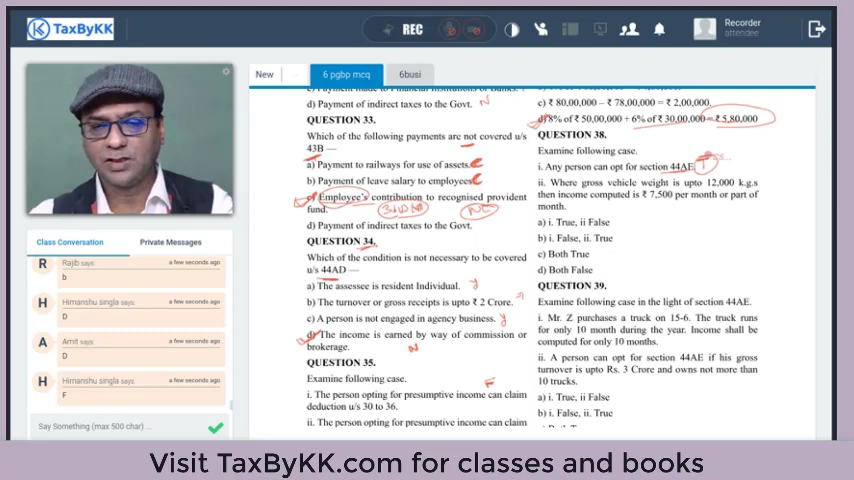 TaxByKK
REC
Recorder
attendee
New
6 pgbp mcq
6busi
d) Payment of indirect taxes to the Govt. N
QUESTION 33.
Which of the following payments are not covered u/s
43B —
a) Payment to railways for use of assets.
b) Payment of leave salary to employees
c) Employee's contribution to recognised provident
fund.
d) Payment of indirect taxes to the Govt.
QUESTION 34.
Which of the condition is not necessary to be covered
u/s 44AD —
a) The assessee is resident Individual. y
b) The turnover or gross receipts is upto ₹ 2 Crore.
c) A person is not engaged in agency business. y
d) The income is earned by way of commission or
brokerage. N
QUESTION 35.
Examine following case. F
i. The person opting for presumptive income can claim
deduction u/s 30 to 36.
ii. The person opting for presumptive income can claim
c) ₹ 80,00,000 – ₹ 78,00,000 = ₹ 2,00,000.
d) 8% of ₹ 50,00,000 + 6% of ₹ 30,00,000 = ₹ 5,80,000
QUESTION 38.
Examine following case.
i. Any person can opt for section 44AE. T
ii. Where gross vehicle weight is upto 12,000 k.g.s
then income computed is ₹ 7,500 per month or part of
month.
a) i. True, ii False
b) i. False, ii. True
c) Both True
d) Both False
QUESTION 39.
Examine following case in the light of section 44AE.
i. Mr. Z purchases a truck on 15-6. The truck runs
for only 10 month during the year. Income shall be
computed for only 10 months.
ii. A person can opt for section 44AE if his gross
turnover is upto Rs. 3 Crore and owns not more than
10 trucks.
a) i. True, ii False
b) i. False, ii. True
Class Conversation
Private Messages
R Rajib says: a few seconds ago
b
H Himanshu singla says: a few seconds ago
D
A Amit says: a few seconds ago
D
H Himanshu singla says: a few seconds ago
F
Say Something (max 500 char) ...
Visit TaxByKK.com for classes and books